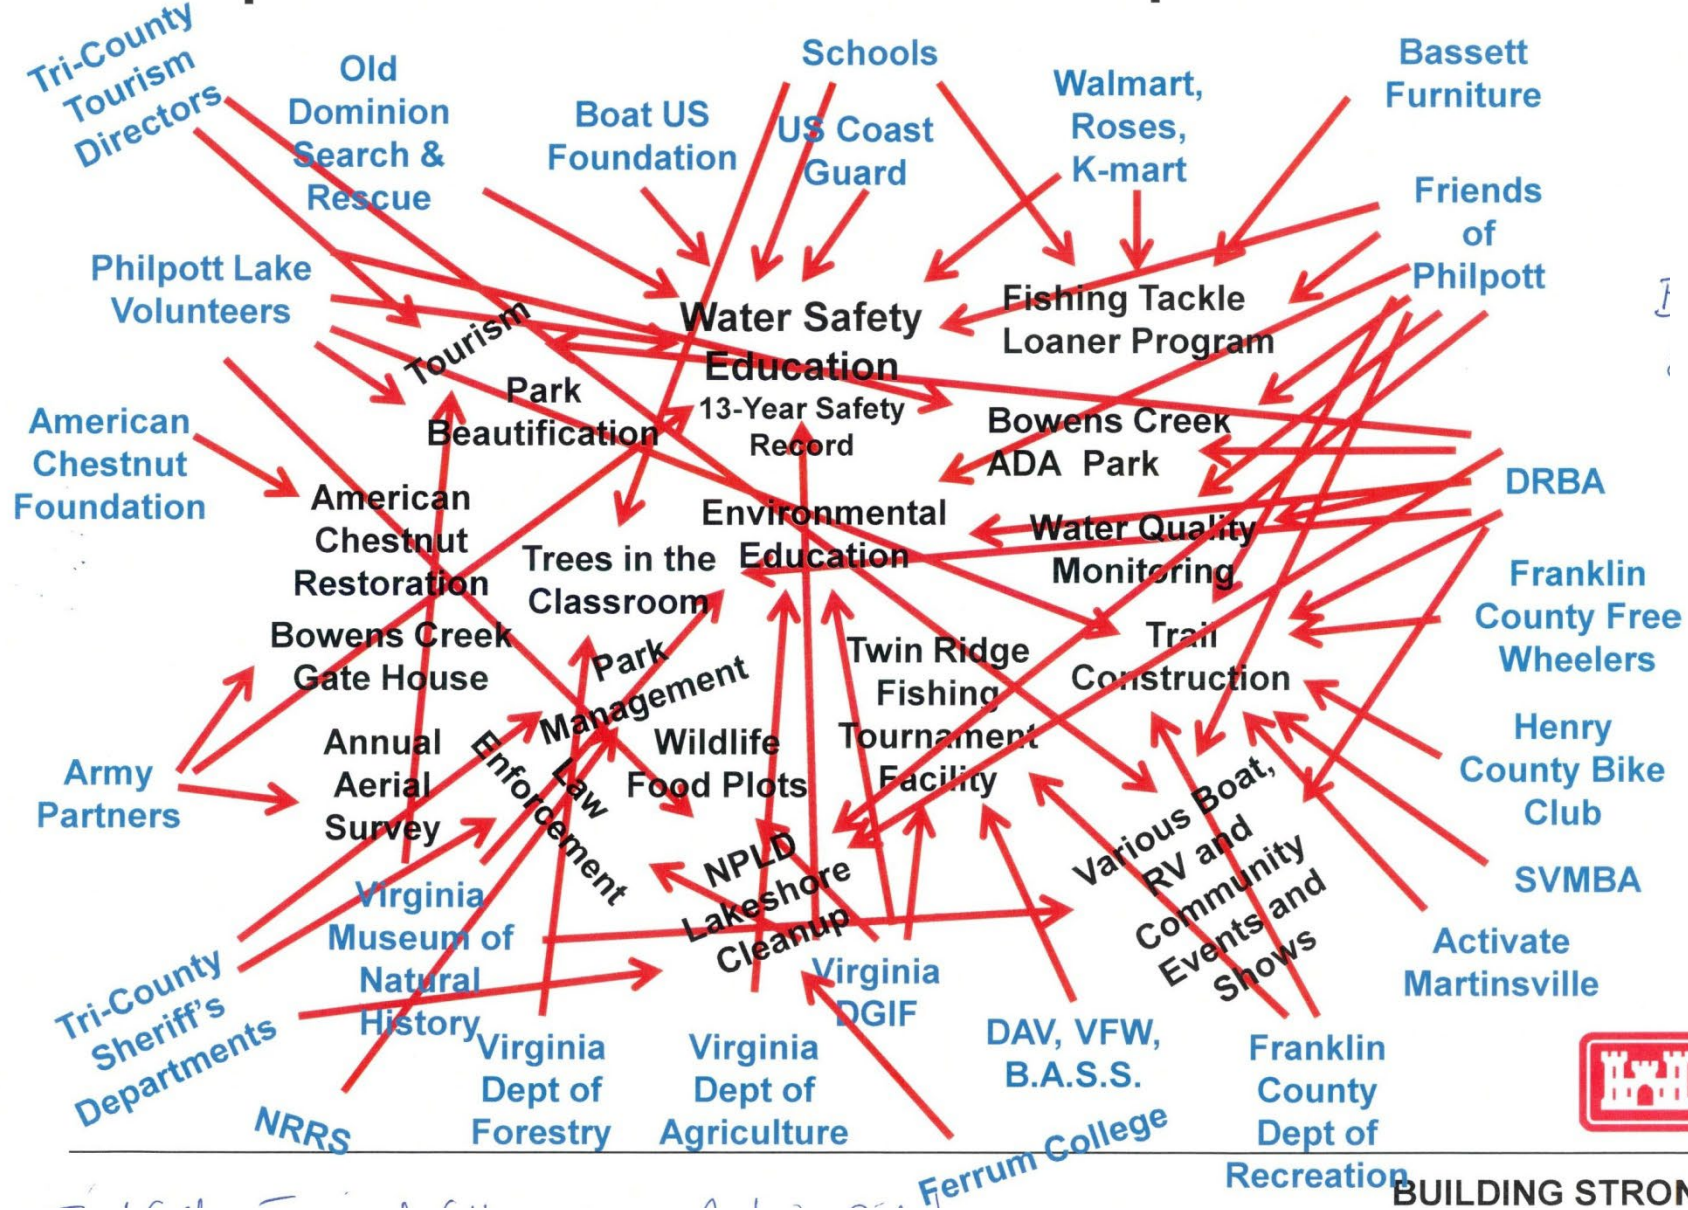 Tri-County
Tourism
Directors
Old
Dominion
Search &
Rescue
Boat US
Foundation
Schools
US Coast
Guard
Walmart,
Roses,
K-mart
Bassett
Furniture
Friends
of
Philpott
Philpott Lake
Volunteers
Tourism
Water Safety
Education
13-Year Safety
Record
Fishing Tackle
Loaner Program
Park
Beautification
Bowens Creek
ADA Park
American
Chestnut
Foundation
American
Chestnut
Restoration
Environmental
Education
Water Quality
Monitoring
DRBA
Trees in the
Classroom
Franklin
County Free
Wheelers
Bowens Creek
Gate House
Park
Management
Twin Ridge
Fishing
Tournament
Facility
Trail
Construction
Army
Partners
Annual
Aerial
Survey
Law
Enforcement
Wildlife
Food Plots
Henry
County Bike
Club
NPLD
Lakeshore
Cleanup
Various Boat,
RV and
Community
Events and
Shows
SVMBA
Activate
Martinsville
Tri-County
Sheriff's
Departments
Virginia
Museum of
Natural
History
Virginia
DGIF
NRRS
Virginia
Dept of
Forestry
Virginia
Dept of
Agriculture
DAV, VFW,
B.A.S.S.
Ferrum College
Franklin
County
Dept of
Recreation
BUILDING STRON